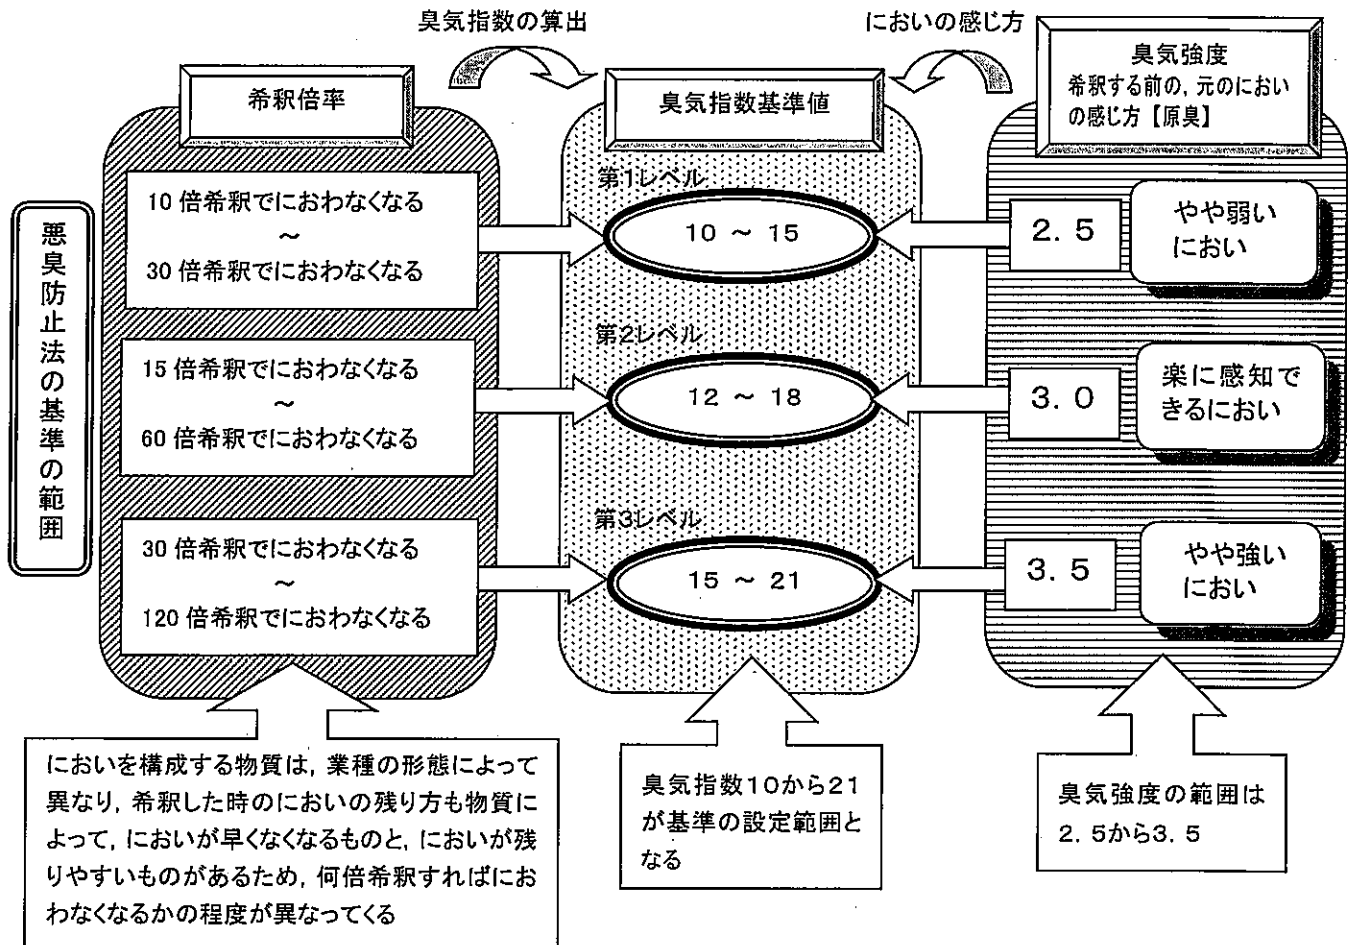 臭気指数の算出
においの感じ方
希釈倍率
臭気指数基準値
臭気強度
希釈する前の，元のにおい
の感じ方【原臭】
悪臭防止法の基準の範囲
10 倍希釈でにおわなくなる
～
30 倍希釈でにおわなくなる
第1レベル
10 ～ 15
2．5
やや弱い
におい
15 倍希釈でにおわなくなる
～
60 倍希釈でにおわなくなる
第2レベル
12 ～ 18
3．0
楽に感知で
きるにおい
30 倍希釈でにおわなくなる
～
120 倍希釈でにおわなくなる
第3レベル
15 ～ 21
3．5
やや強い
におい
においを構成する物質は，業種の形態によって
異なり，希釈した時のにおいの残り方も物質に
よって，においが早くなくなるものと，においが残
りやすいものがあるため，何倍希釈すればにお
わなくなるかの程度が異なってくる
臭気指数10から21
が基準の設定範囲と
なる
臭気強度の範囲は
2．5から3．5